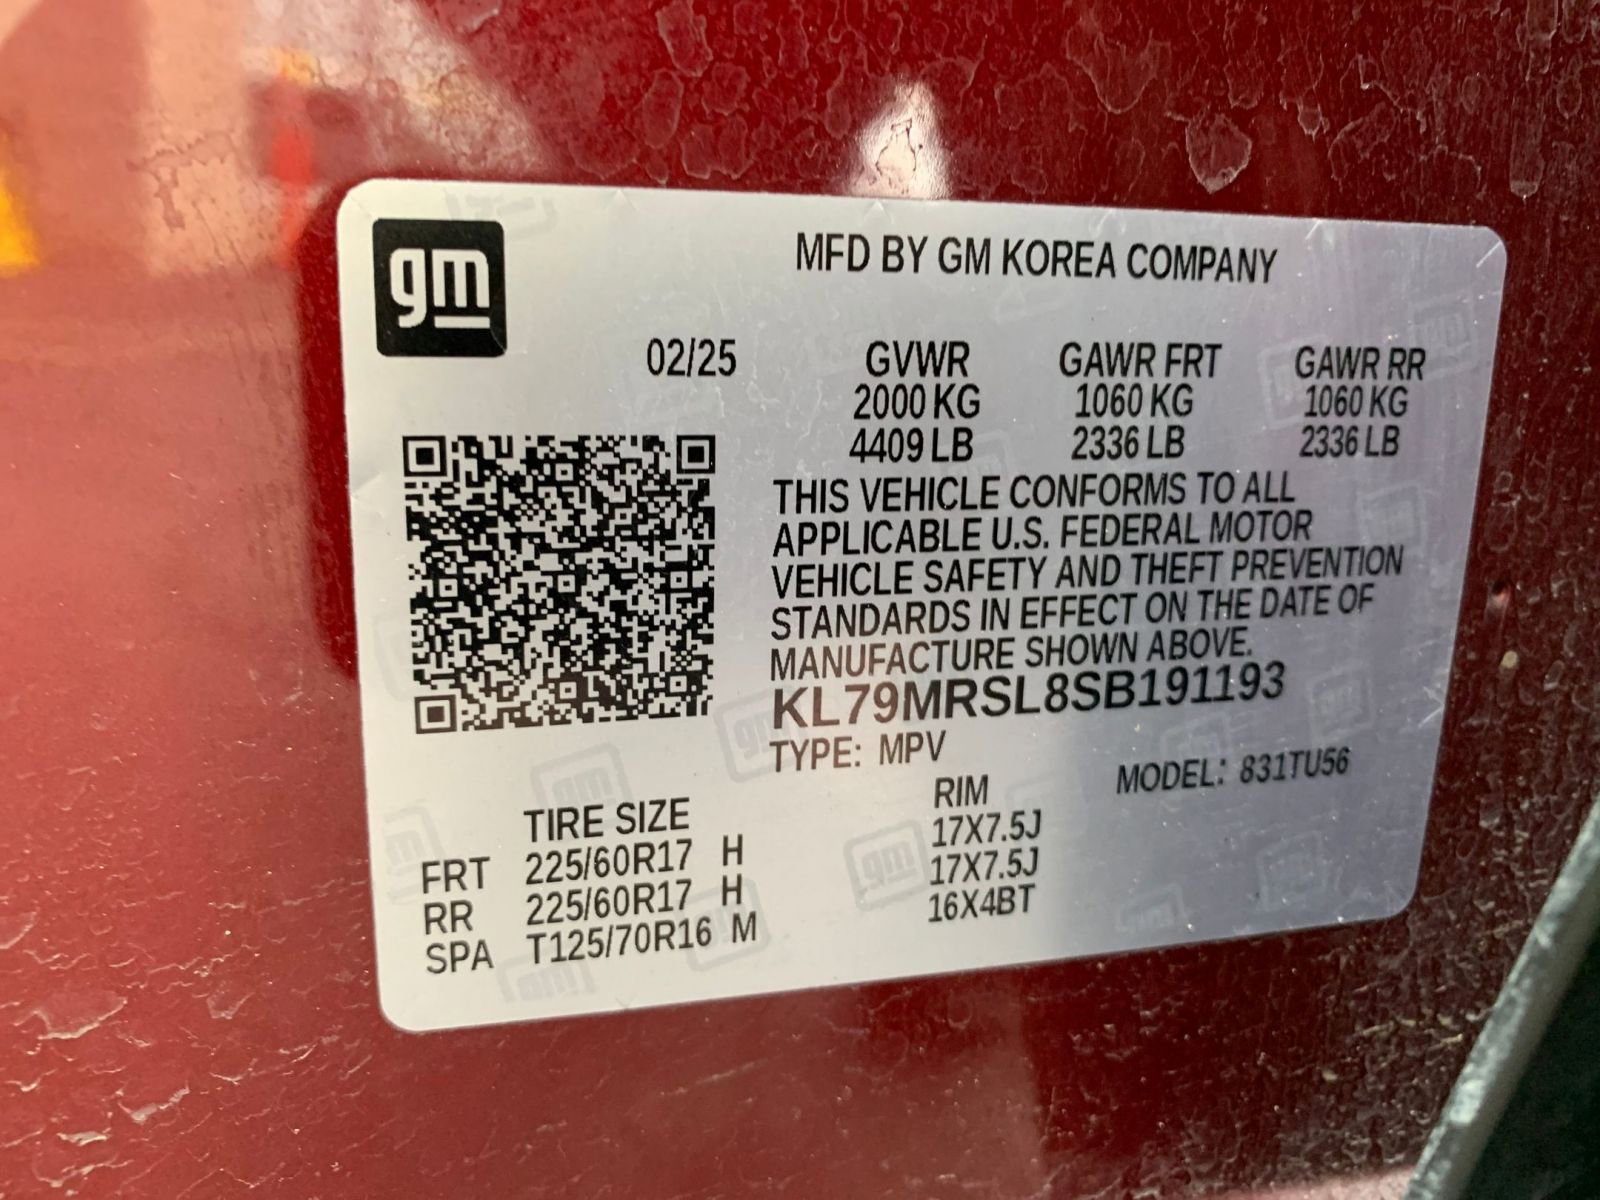 gm
MFD BY GM KOREA COMPANY
02/25 GVWR GAWR FRT GAWR RR
2000 KG 1060 KG 1060 KG
4409 LB 2336 LB 2336 LB
THIS VEHICLE CONFORMS TO ALL
APPLICABLE U.S. FEDERAL MOTOR
VEHICLE SAFETY AND THEFT PREVENTION
STANDARDS IN EFFECT ON THE DATE OF
MANUFACTURE SHOWN ABOVE.
KL79MRSL8SB191193
TYPE: MPV MODEL: 831TU56
TIRE SIZE RIM
FRT 225/60R17 H 17X7.5J
RR 225/60R17 H 17X7.5J
SPA T125/70R16 M 16X4BT